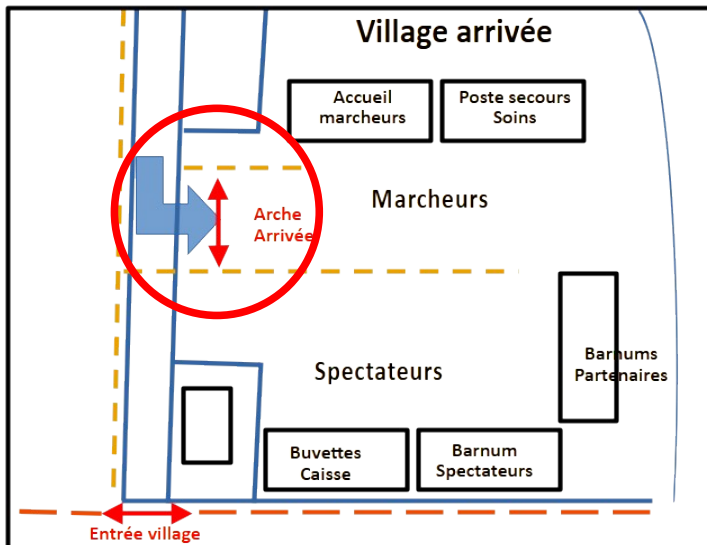 Village arrivée
Accueil
marcheurs
Poste secours
Soins
Marcheurs
Arche
Arrivée
Barnums
Partenaires
Spectateurs
Buvettes
Caisse
Barnum
Spectateurs
Entrée village